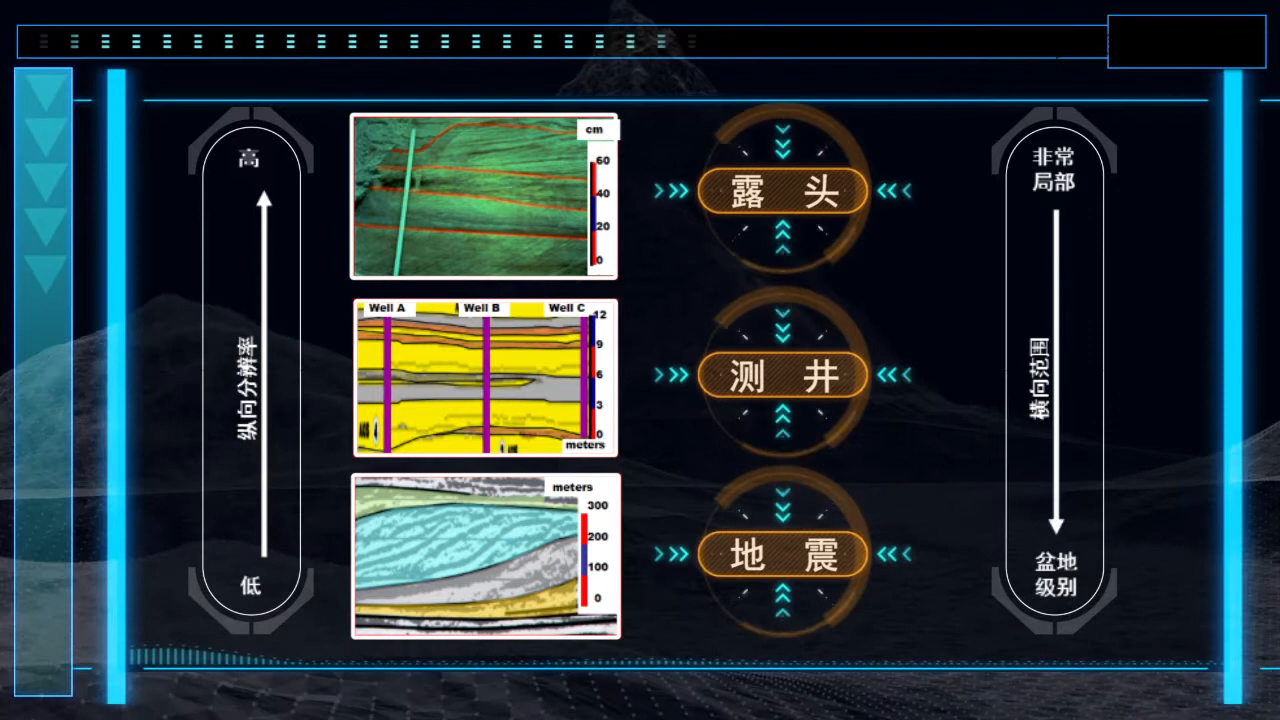 高
纵向分辨率
低
cm
60
40
20
0
Well A
Well B
Well C
12
9
6
3
0
meters
meters
300
200
100
0
露 头
测 井
地 震
非常
局部
横向范围
盆地
级别